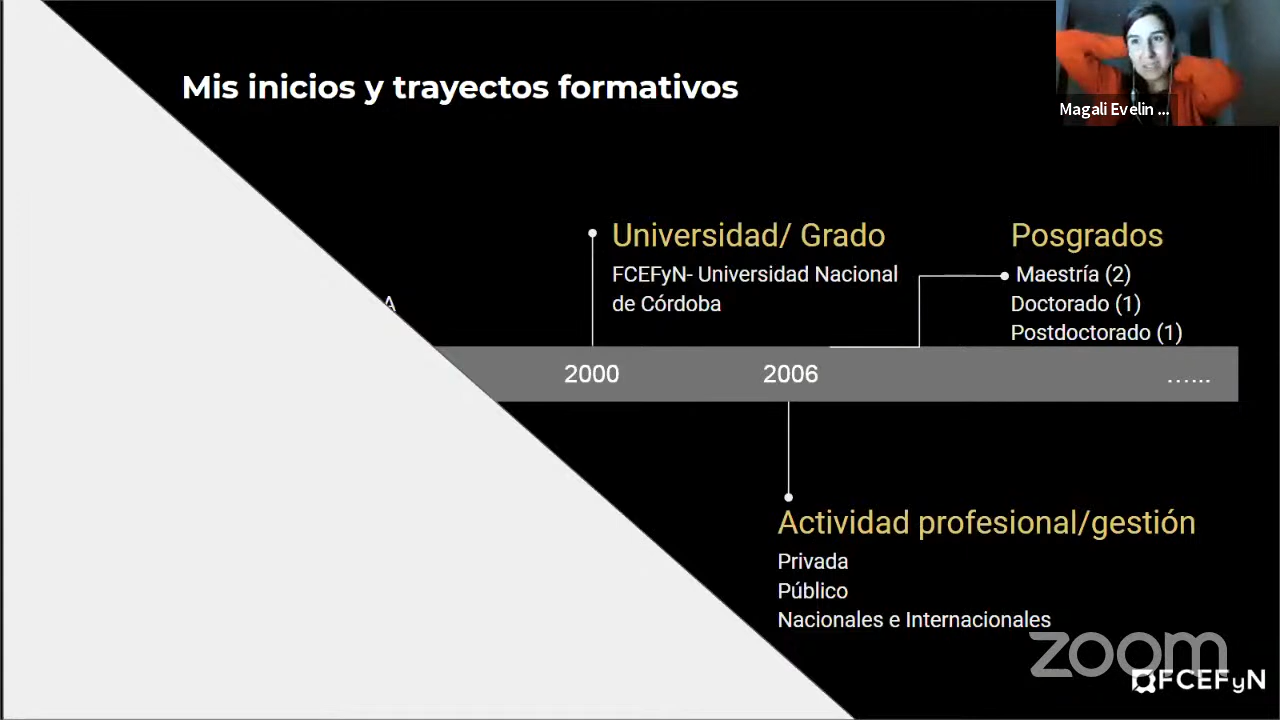 Mis inicios y trayectos formativos
Magali Evelin ...
Universidad/ Grado
FCEFyN- Universidad Nacional
de Córdoba
Posgrados
Maestría (2)
Doctorado (1)
Postdoctorado (1)
A
2000
2006
......
Actividad profesional/gestión
Privada
Público
Nacionales e Internacionales
zoom
FCEFyN